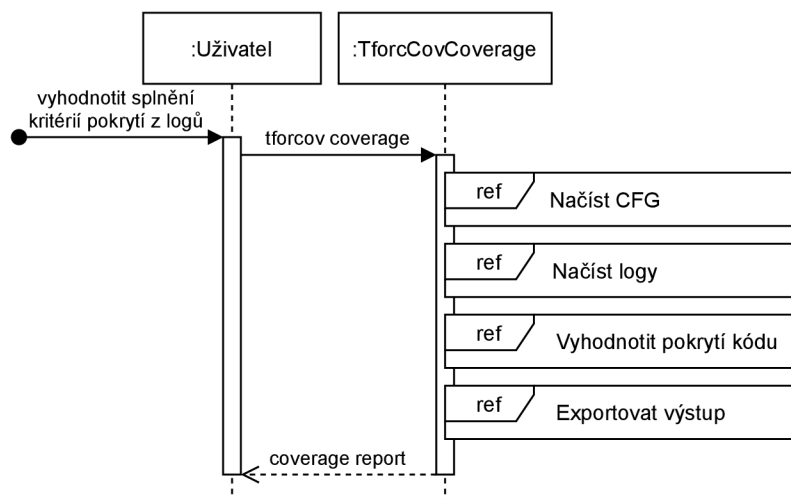 :Uživatel
:TforcCovCoverage
vyhodnotit splnění
kritérií pokrytí z logů
tforcov coverage
ref
Načíst CFG
ref
Načíst logy
ref
Vyhodnotit pokrytí kódu
ref
Exportovat výstup
coverage report